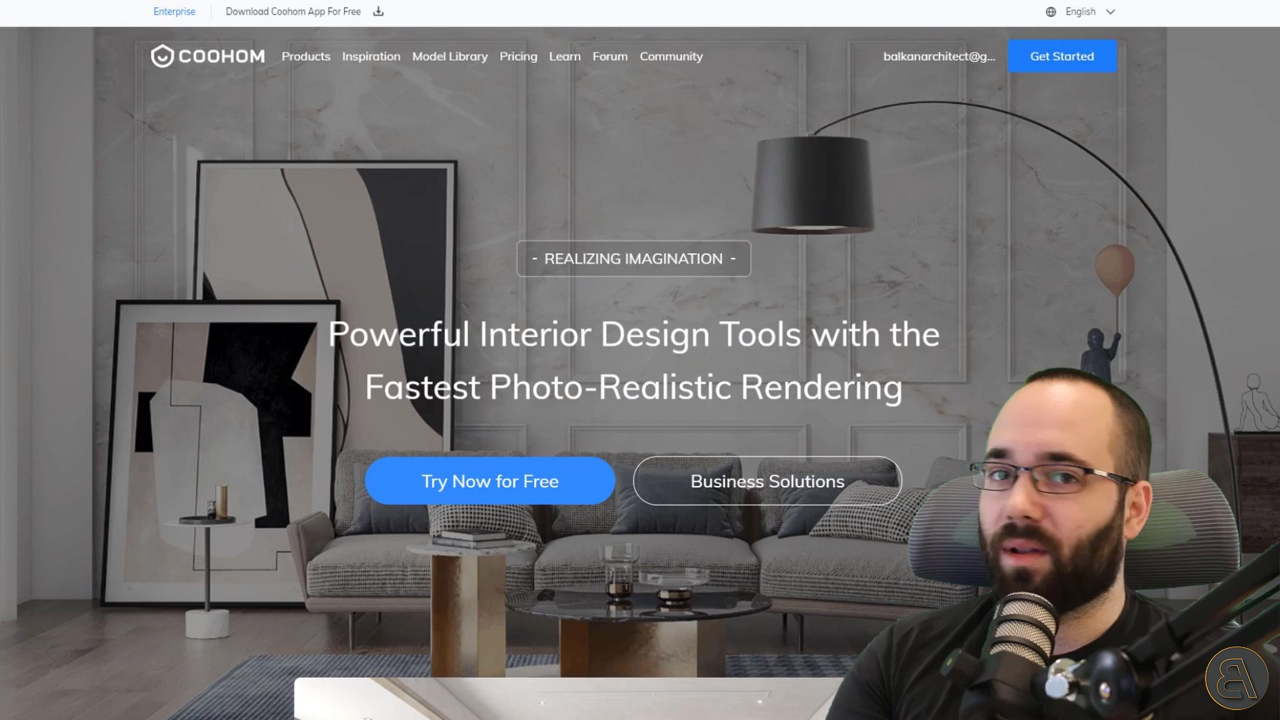 Enterprise
Download Coohom App For Free
English
COOHOM
Products
Inspiration
Model Library
Pricing
Learn
Forum
Community
balkanarchitect@g...
Get Started
- REALIZING IMAGINATION -
Powerful Interior Design Tools with the
Fastest Photo-Realistic Rendering
Try Now for Free
Business Solutions